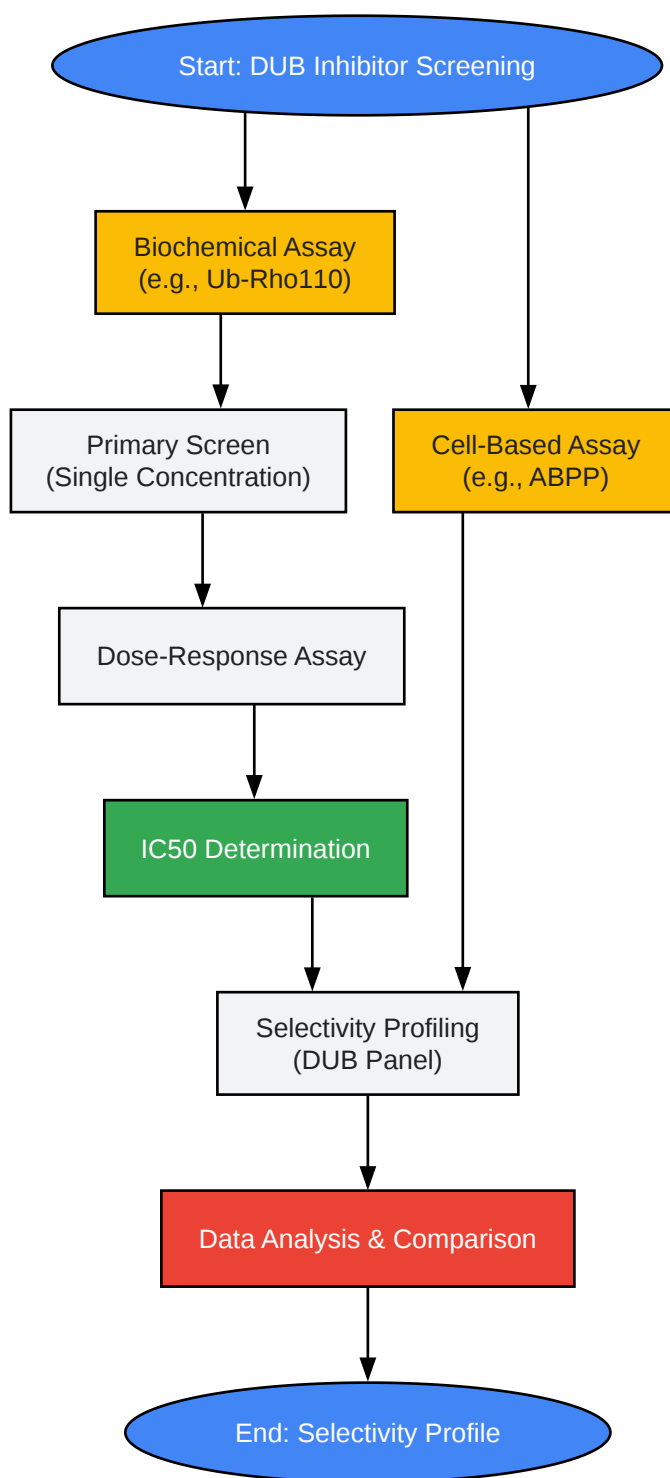 Start: DUB Inhibitor Screening
Biochemical Assay
(e.g., Ub-Rho110)
Primary Screen
(Single Concentration)
Cell-Based Assay
(e.g., ABPP)
Dose-Response Assay
IC50 Determination
Selectivity Profiling
(DUB Panel)
Data Analysis & Comparison
End: Selectivity Profile